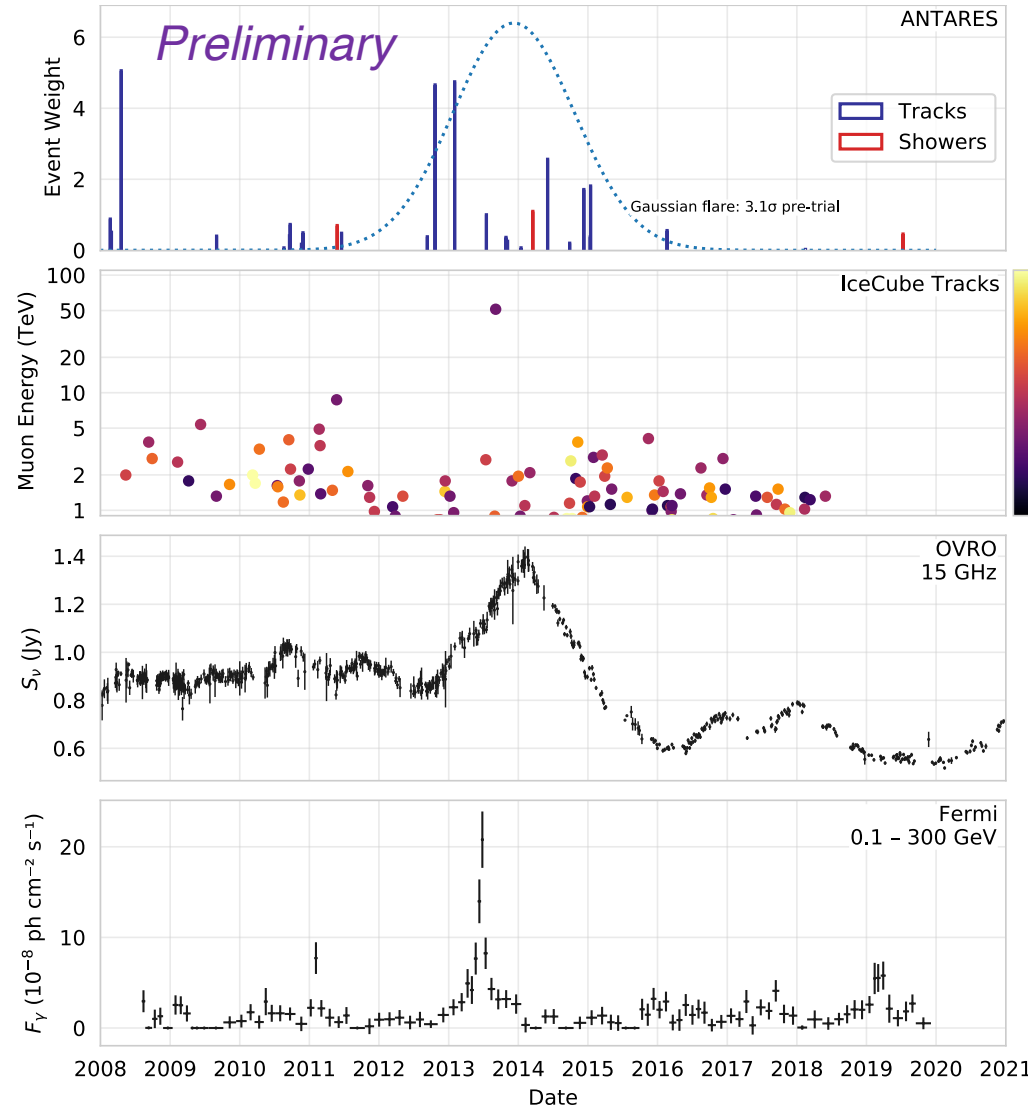 Preliminary
ANTARES
6
4
2
0
Event Weight
Tracks
Showers
Gaussian flare: 3.1σ pre-trial
IceCube Tracks
100
50
20
10
5
2
1
Muon Energy (TeV)
OVRO
15 GHz
1.4
1.2
1.0
0.8
0.6
Sν (Jy)
Fermi
0.1 – 300 GeV
20
10
0
Fγ (10⁻⁸ ph cm⁻² s⁻¹)
2008 2009 2010 2011 2012 2013 2014 2015 2016 2017 2018 2019 2020 2021
Date